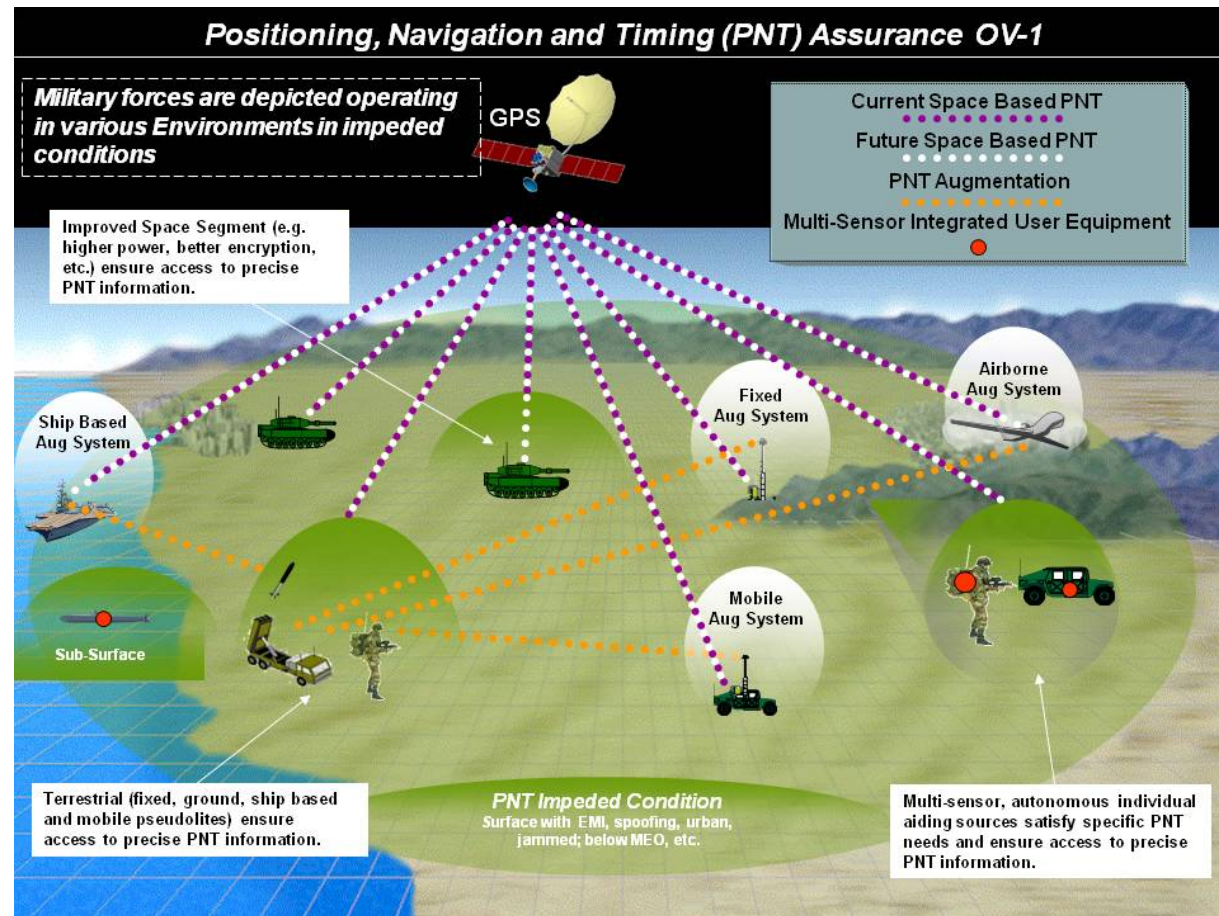 Positioning, Navigation and Timing (PNT) Assurance OV-1
Military forces are depicted operating
in various Environments in impeded
conditions
GPS
Current Space Based PNT
Future Space Based PNT
PNT Augmentation
Multi-Sensor Integrated User Equipment
Improved Space Segment (e.g.
higher power, better encryption,
etc.) ensure access to precise
PNT information.
Ship Based
Aug System
Fixed
Aug System
Airborne
Aug System
Sub-Surface
Mobile
Aug System
Terrestrial (fixed, ground, ship based
and mobile pseudolites) ensure
access to precise PNT information.
PNT Impeded Condition
Surface with EMI, spoofing, urban,
jammed; below MEO, etc.
Multi-sensor, autonomous individual
aiding sources satisfy specific PNT
needs and ensure access to precise
PNT information.